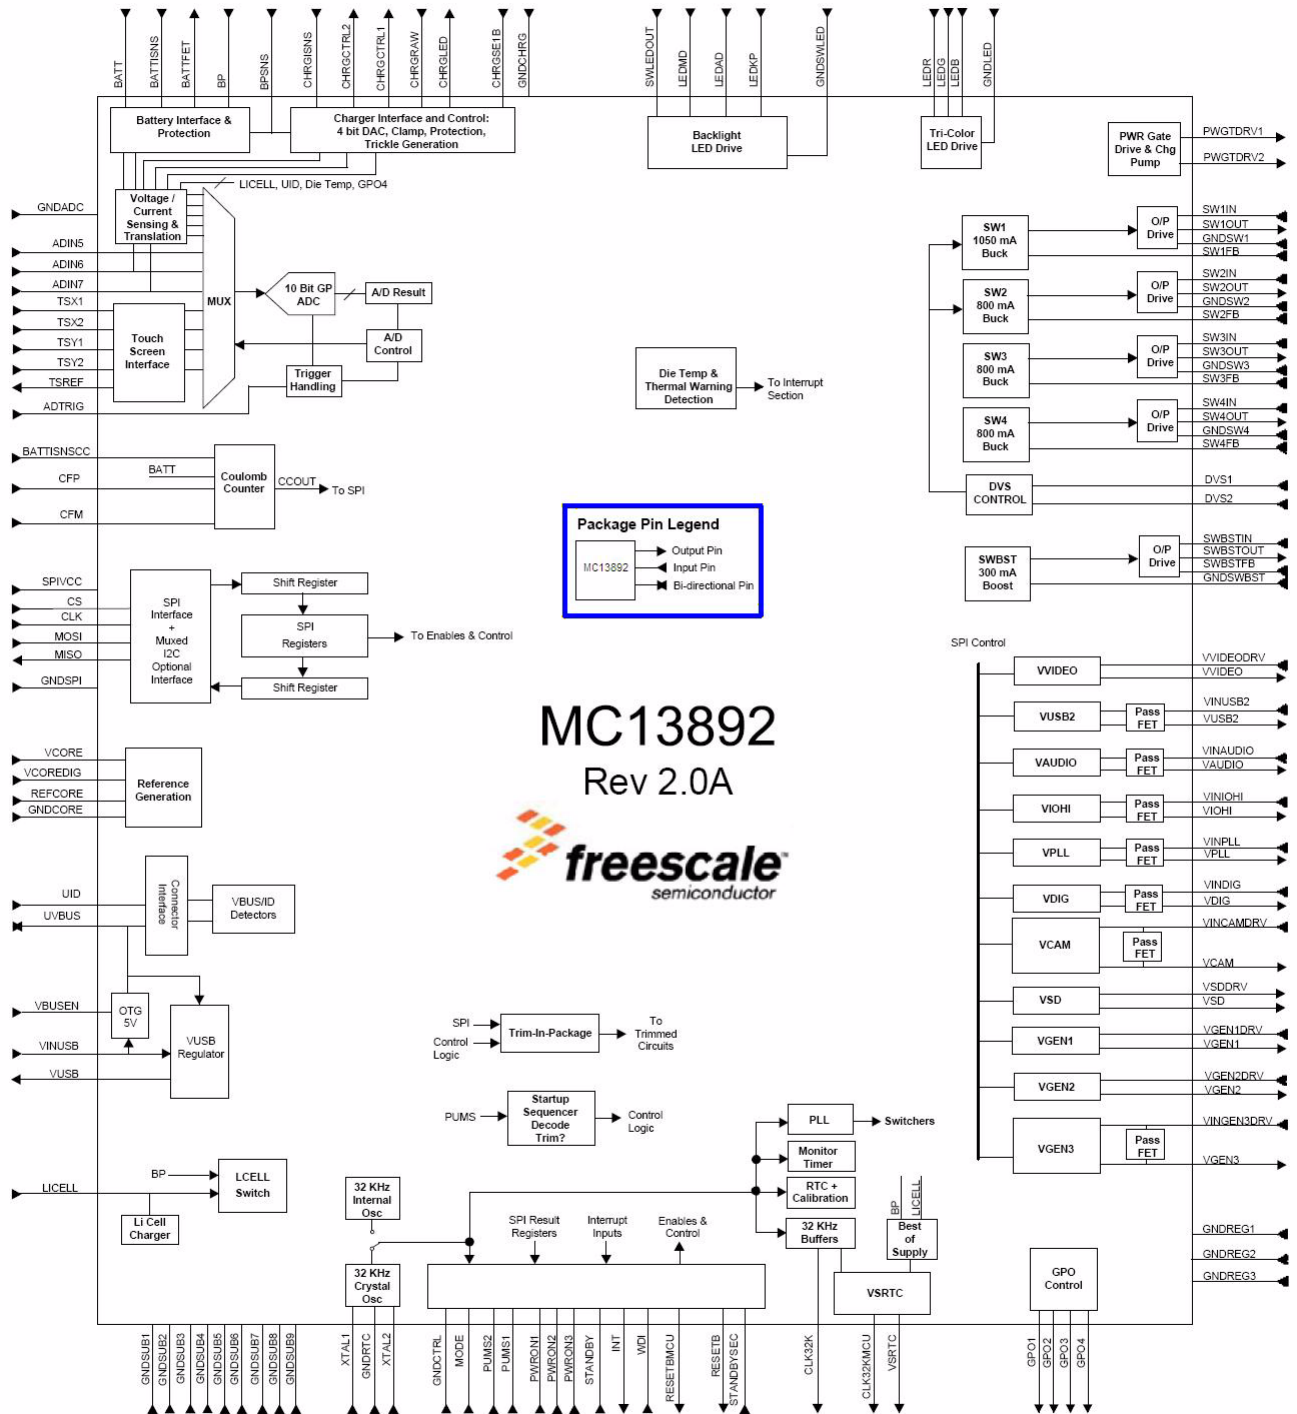 BATT
BATTISNS
BATTFET
BP
BPSNS
CHRGISNS
CHRGCTRL2
CHRGCTRL1
CHRGRAW
CHRGLED
CHRGSE1B
GNDCHRG
SWLEDOUT
LEDMD
LEDAD
LEDKP
GNDSWLED
LEDR
LEDG
LEDB
GNDLED
Battery Interface &
Protection
Charger Interface and Control:
4 bit DAC, Clamp, Protection,
Trickle Generation
Backlight
LED Drive
Tri-Color
LED Drive
PWR Gate
Drive & Chg
Pump
PWGTDRV1
PWGTDRV2
LICELL, UID, Die Temp, GPO4
Voltage /
Current
Sensing &
Translation
GNDADC
ADIN5
ADIN6
ADIN7
TSX1
TSX2
TSY1
TSY2
TSREF
ADTRIG
MUX
10 Bit GP
ADC
A/D Result
A/D
Control
Trigger
Handling
Touch
Screen
Interface
SW1
1050 mA
Buck
O/P
Drive
SW1IN
SW1OUT
GNDSW1
SW1FB
SW2
800 mA
Buck
O/P
Drive
SW2IN
SW2OUT
GNDSW2
SW2FB
SW3
800 mA
Buck
O/P
Drive
SW3IN
SW3OUT
GNDSW3
SW3FB
SW4
800 mA
Buck
O/P
Drive
SW4IN
SW4OUT
GNDSW4
SW4FB
DVS
CONTROL
DVS1
DVS2
SWBST
300 mA
Boost
O/P
Drive
SWBSTIN
SWBSTOUT
SWBSTFB
GNDSWBST
Die Temp &
Thermal Warning
Detection
To Interrupt
Section
BATTISNSCC
CFP
CFM
BATT
Coulomb
Counter
CCOUT
To SPI
Package Pin Legend
MC13892
Output Pin
Input Pin
Bi-directional Pin
SPIVCC
CS
CLK
MOSI
MISO
GNDSPI
SPI
Interface
+
Muxed
I2C
Optional
Interface
Shift Register
SPI
Registers
Shift Register
To Enables & Control
SPI Control
VVIDEO
VVIDEODRV
VVIDEO
VUSB2
Pass
FET
VINUSB2
VUSB2
VAUDIO
Pass
FET
VINAUDIO
VAUDIO
VIOHI
Pass
FET
VINIOHI
VIOHI
VPLL
Pass
FET
VINPLL
VPLL
VDIG
Pass
FET
VINDIG
VDIG
VCAM
Pass
FET
VINCAMDRV
VCAM
VSD
VSDDRV
VSD
VGEN1
VGEN1DRV
VGEN1
VGEN2
VGEN2DRV
VGEN2
VGEN3
Pass
FET
VINGEN3DRV
VGEN3
MC13892
Rev 2.0A
freescale™
semiconductor
VCORE
VCOREDIG
REFCORE
GNDCORE
Reference
Generation
UID
UVBUS
Connector
Interface
VBUS/ID
Detectors
VBUSEN
VINUSB
VUSB
OTG
5V
VUSB
Regulator
SPI
Control
Logic
Trim-In-Package
To
Trimmed
Circuits
PUMS
Startup
Sequencer
Decode
Trim?
Control
Logic
PLL
Switchers
Monitor
Timer
RTC +
Calibration
32 KHz
Buffers
BP
LICELL
Best
of
Supply
VSRTC
LICELL
BP
LCELL
Switch
Li Cell
Charger
32 KHz
Internal
Osc
32 KHz
Crystal
Osc
SPI Result
Registers
Interrupt
Inputs
Enables &
Control
GPO
Control
GNDREG1
GNDREG2
GNDREG3
GNDSUB1
GNDSUB2
GNDSUB3
GNDSUB4
GNDSUB5
GNDSUB6
GNDSUB7
GNDSUB8
GNDSUB9
XTAL1
GNDRTC
XTAL2
GNDCTRL
MODE
PUMS2
PUMS1
PWRON1
PWRON2
PWRON3
STANDBY
INT
WDI
RESETBMCU
RESETB
STANDBYSEC
CLK32K
CLK32KMCU
VSRTC
GPO1
GPO2
GPO3
GPO4